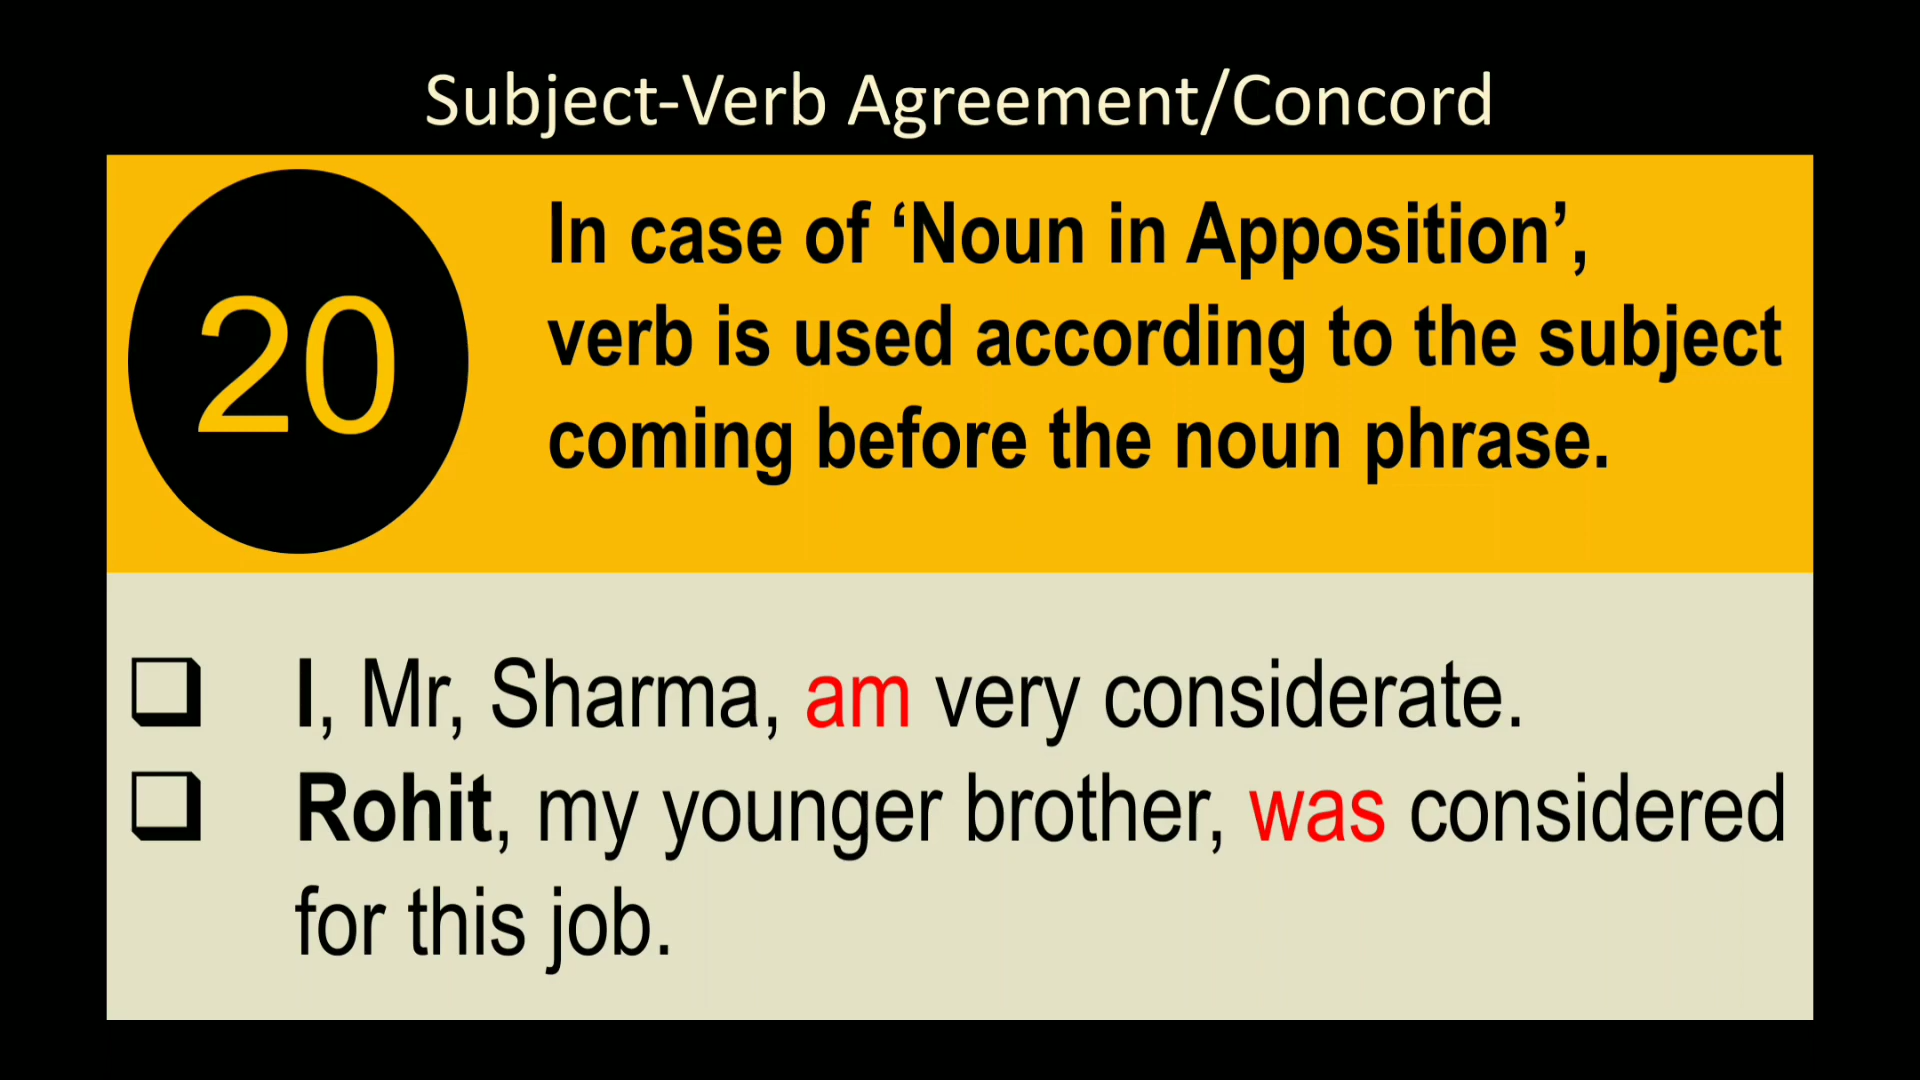 Subject-Verb Agreement/Concord
20
In case of ‘Noun in Apposition’,
verb is used according to the subject
coming before the noun phrase.
I, Mr, Sharma, am very considerate.
Rohit, my younger brother, was considered
for this job.